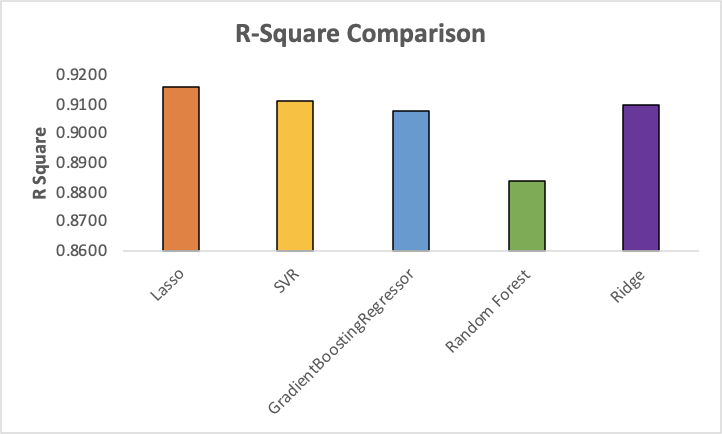 R-Square Comparison
R Square
0.9200
0.9100
0.9000
0.8900
0.8800
0.8700
0.8600
Lasso
SVR
GradientBoostingRegressor
Random Forest
Ridge